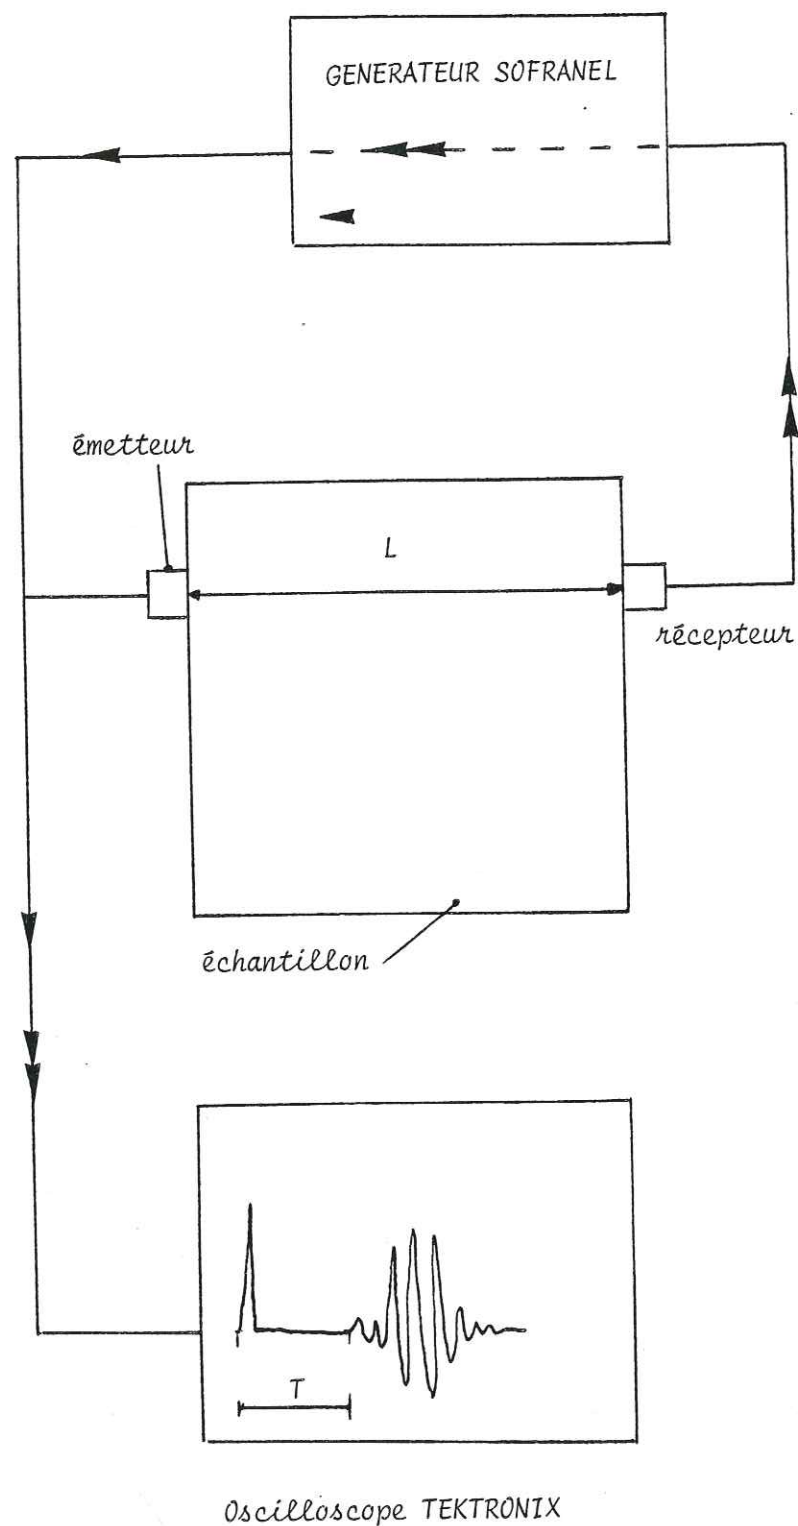 GENERATEUR SOFRANEL
émetteur
L
récepteur
échantillon
T
Oscilloscope TEKTRONIX